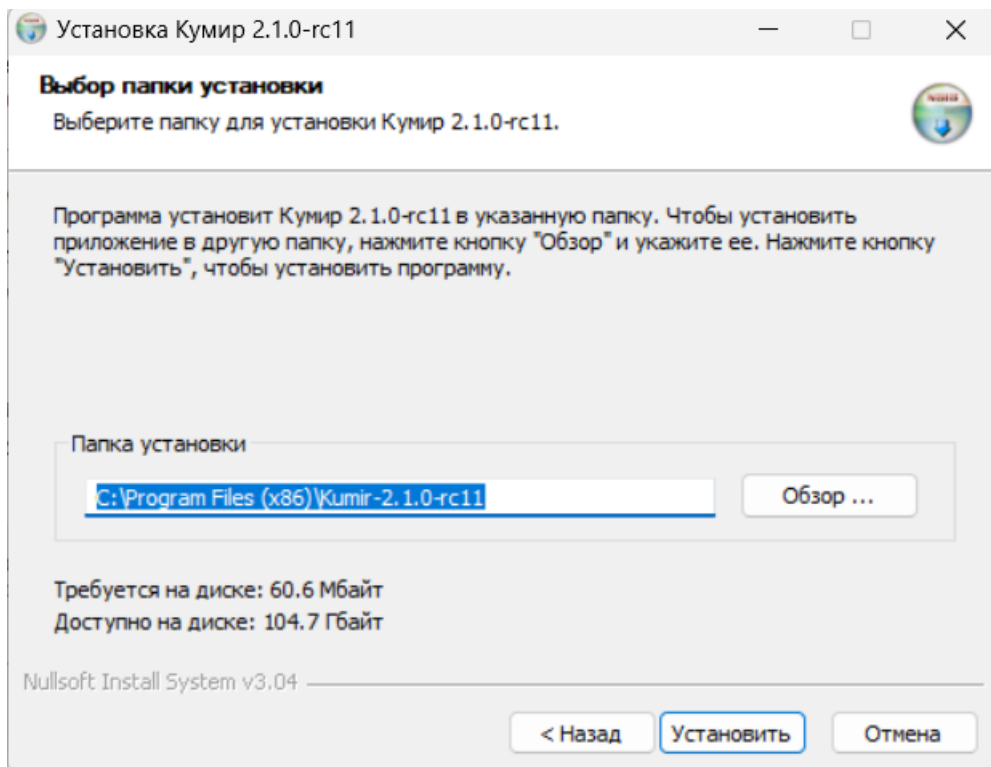 Установка Кумир 2.1.0-rc11
Выбор папки установки
Выберите папку для установки Кумир 2.1.0-rc11.
Программа установит Кумир 2.1.0-rc11 в указанную папку. Чтобы установить
приложение в другую папку, нажмите кнопку "Обзор" и укажите ее. Нажмите кнопку
"Установить", чтобы установить программу.
Папка установки
C:\Program Files (x86)\Kumir-2.1.0-rc11
Обзор ...
Требуется на диске: 60.6 Мбайт
Доступно на диске: 104.7 Гбайт
Nullsoft Install System v3.04
< Назад
Установить
Отмена